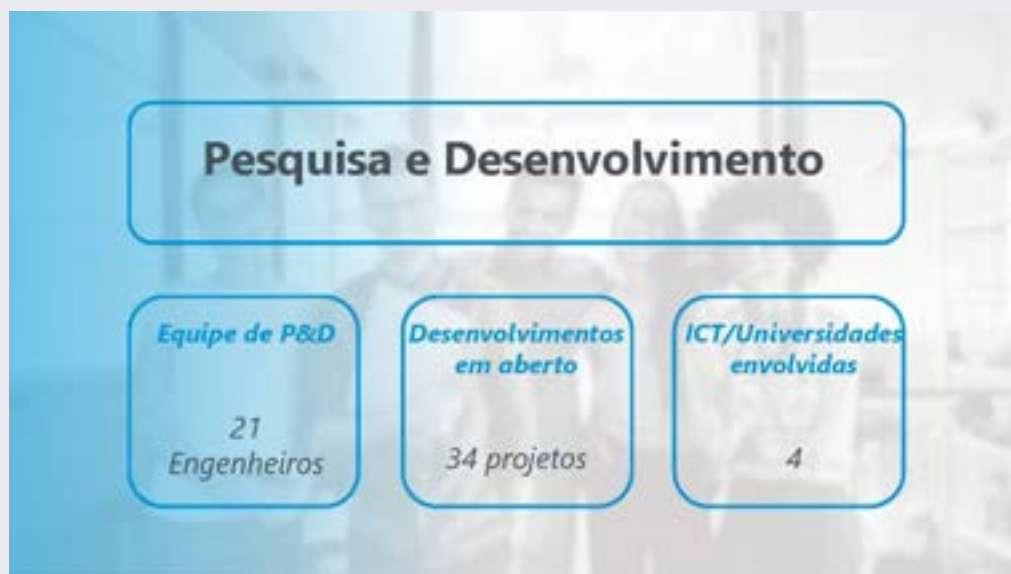 Pesquisa e Desenvolvimento
Equipe de P&D
21
Engenheiros
Desenvolvimentos
em aberto
34 projetos
ICT/Universidades
envolvidas
4